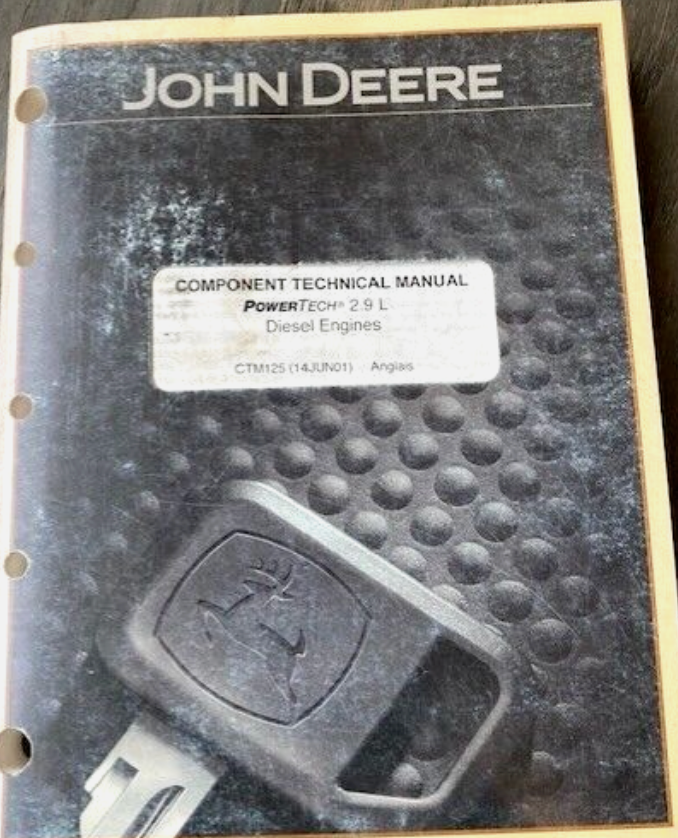 JOHN DEERE
COMPONENT TECHNICAL MANUAL
POWERTECH® 2.9 L
Diesel Engines
CTM125 (14JUN01) Anglais